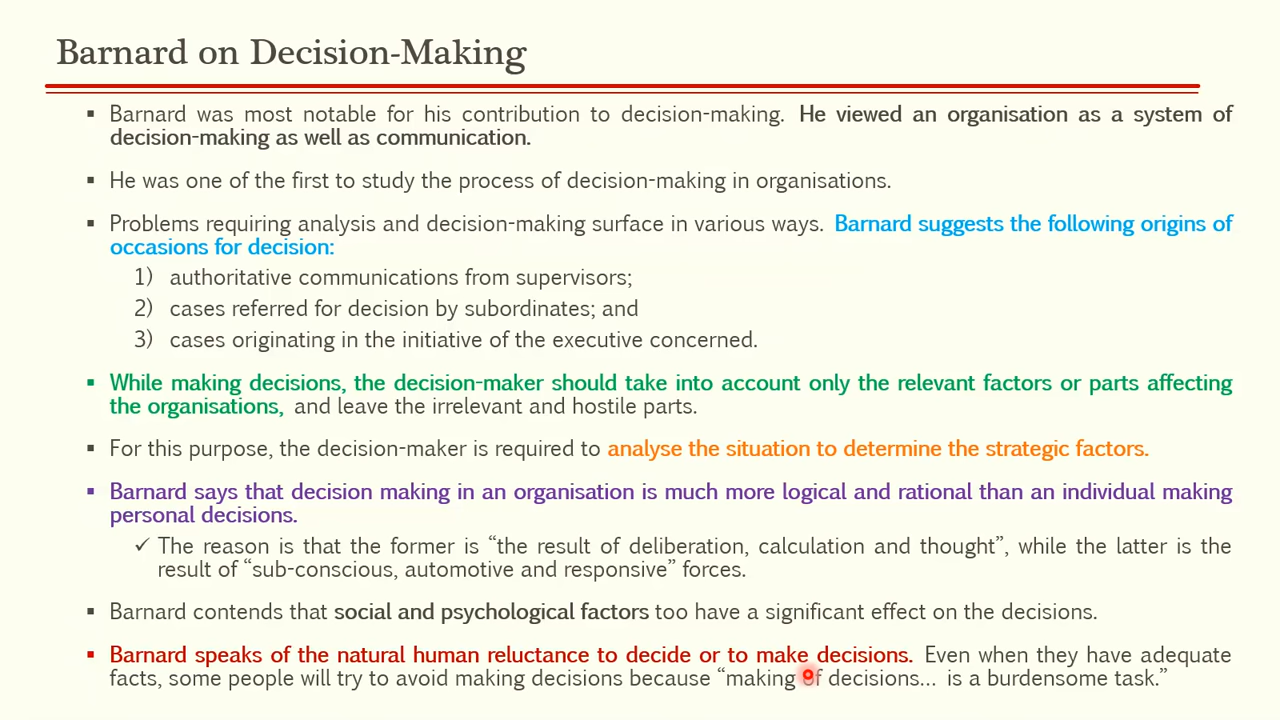 Barnard on Decision-Making
▪ Barnard was most notable for his contribution to decision-making. He viewed an organisation as a system of
decision-making as well as communication.
▪ He was one of the first to study the process of decision-making in organisations.
▪ Problems requiring analysis and decision-making surface in various ways. Barnard suggests the following origins of
occasions for decision:
1) authoritative communications from supervisors;
2) cases referred for decision by subordinates; and
3) cases originating in the initiative of the executive concerned.
▪ While making decisions, the decision-maker should take into account only the relevant factors or parts affecting
the organisations, and leave the irrelevant and hostile parts.
▪ For this purpose, the decision-maker is required to analyse the situation to determine the strategic factors.
▪ Barnard says that decision making in an organisation is much more logical and rational than an individual making
personal decisions.
✓ The reason is that the former is “the result of deliberation, calculation and thought”, while the latter is the
result of “sub-conscious, automotive and responsive” forces.
▪ Barnard contends that social and psychological factors too have a significant effect on the decisions.
▪ Barnard speaks of the natural human reluctance to decide or to make decisions. Even when they have adequate
facts, some people will try to avoid making decisions because “making of decisions... is a burdensome task.”